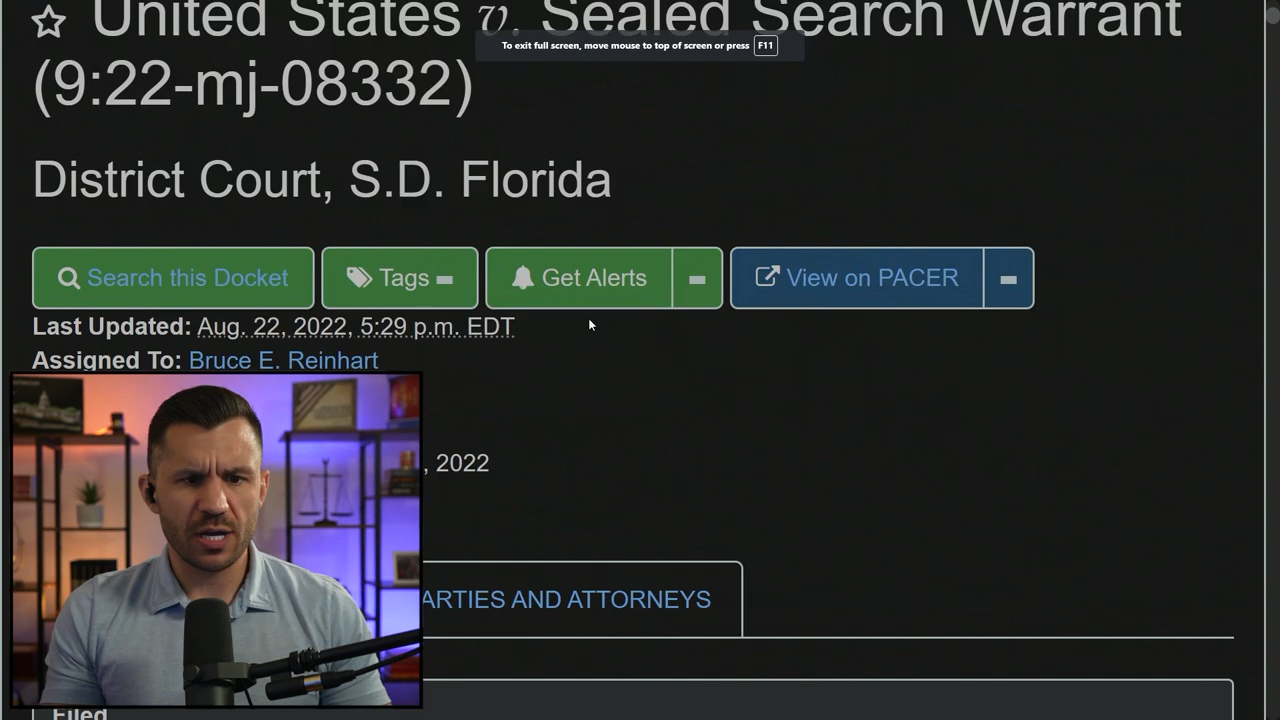 United States v. Sealed Search Warrant
To exit full screen, move mouse to top of screen or press F11
(9:22-mj-08332)
District Court, S.D. Florida
Search this Docket Tags Get Alerts View on PACER
Last Updated: Aug. 22, 2022, 5:29 p.m. EDT
Assigned To: Bruce E. Reinhart
, 2022
ARTIES AND ATTORNEYS
Filed